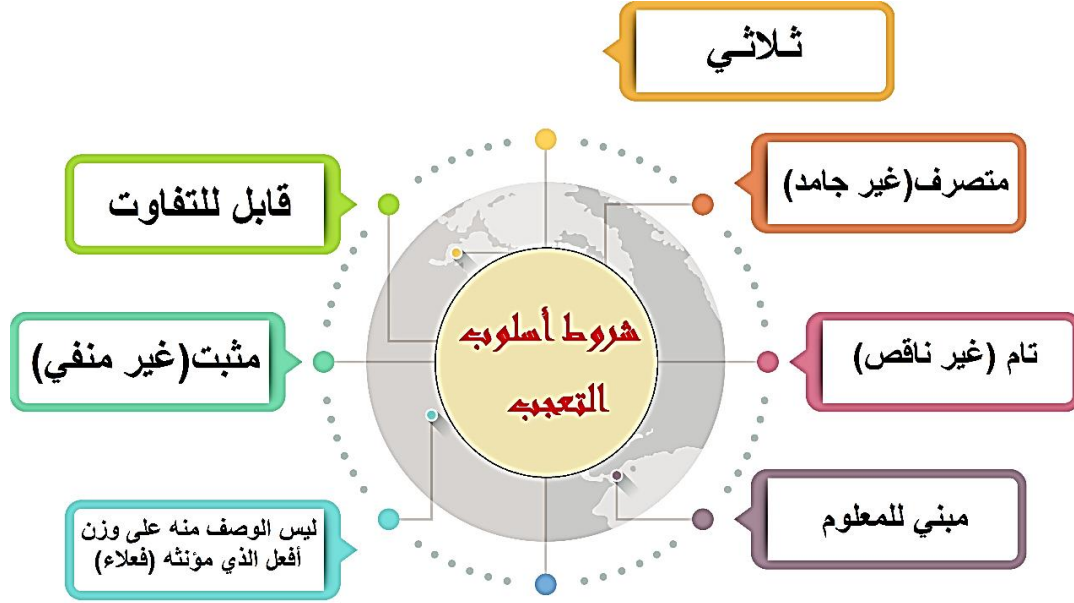 شروط أسلوب
التعجب
ثـلاثـي
متصرف(غير جامد)
تام (غير ناقص)
مبني للمعلوم
ليس الوصف منه على وزن
أفعل الذي مؤنثه (فعلاء)
مثبت(غير منفي)
قابل للتفاوت